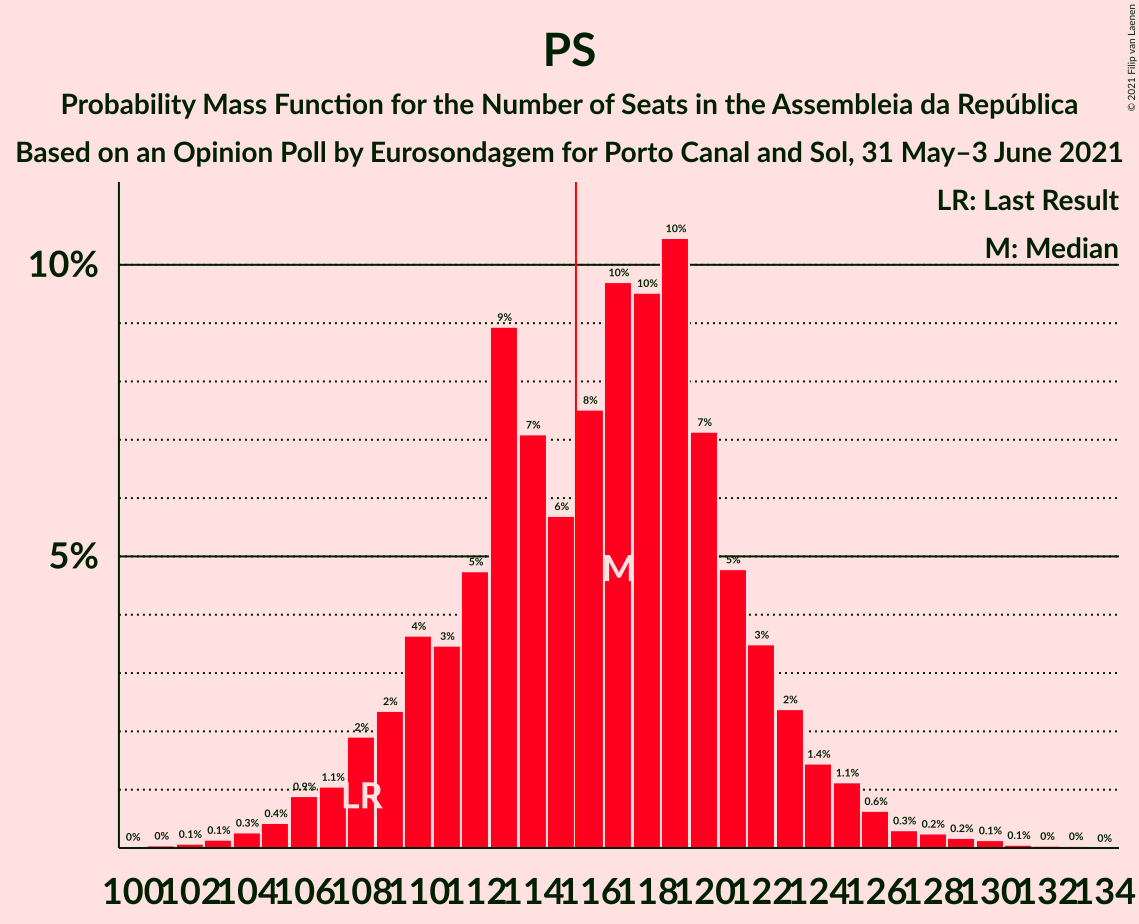 PS
Probability Mass Function for the Number of Seats in the Assembleia da República
Based on an Opinion Poll by Eurosondagem for Porto Canal and Sol, 31 May–3 June 2021
© 2021 Filip van Laenen
LR: Last Result
M: Median
10%
5%
0% 0% 0.1% 0.1% 0.3% 0.4% 0.9% 1.1% 2% 2% 4% 3% 5% 9% 7% 6% 8% 10% 10% 10% 7% 5% 3% 2% 1.4% 1.1% 0.6% 0.3% 0.2% 0.2% 0.1% 0.1% 0% 0% 0%
M
LR
100 102 104 106 108 110 112 114 116 118 120 122 124 126 128 130 132 134